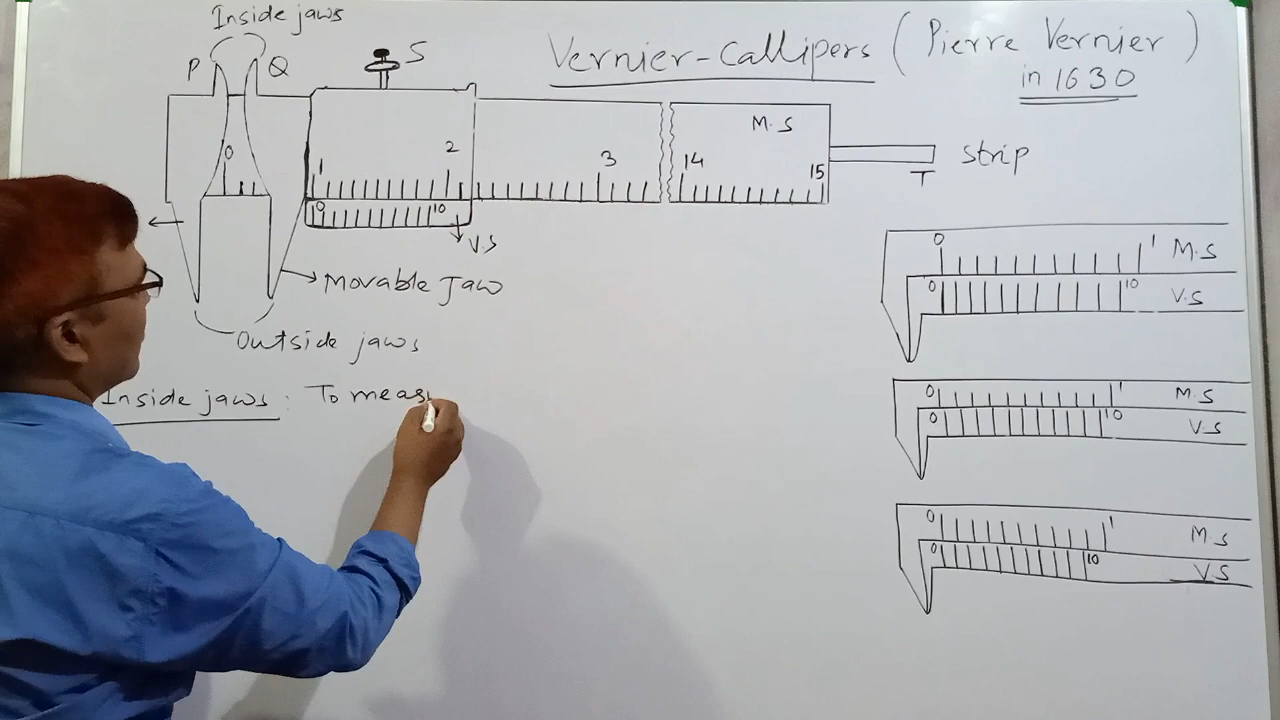 Inside jaws
P Q
S
Vernier-Callipers ( Pierre Vernier )
in 1630
0 1 2 3 14 15
M.S
0 10
V.S
T
Strip
Movable Jaw
Outside jaws
Inside jaws : To meas
0 1 M.S
0 10 V.S
0 1 M.S
0 10 V.S
0 1 M.S
0 10 VS